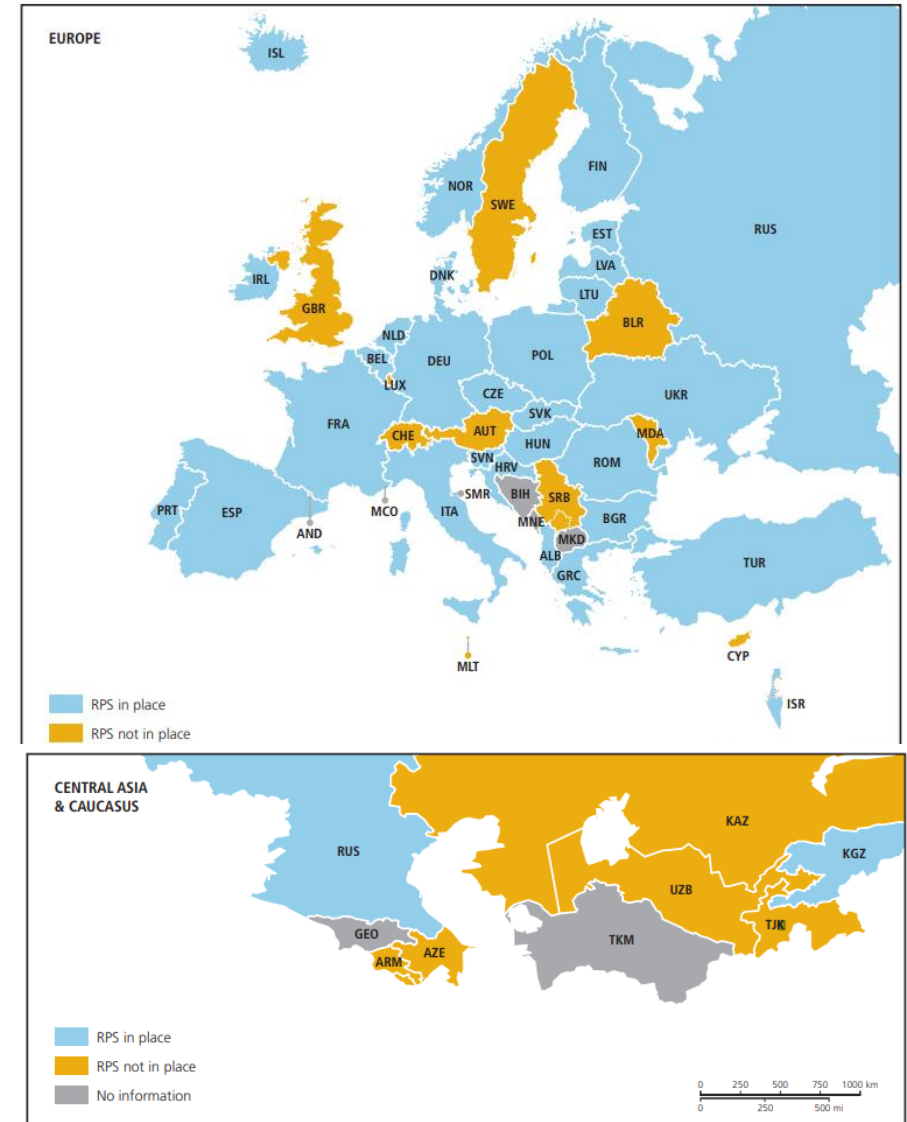 EUROPE
ISL
FIN
NOR
SWE
RUS
EST
LVA
DNK
IRL
LTU
GBR
BLR
NLD
DEU
POL
BEL
LUX
CZE
UKR
SVK
FRA
CHE
AUT
MDA
HUN
SVN
ROM
HRV
SMR
BIH
SRB
PRT
ESP
MCO
ITA
MNE
BGR
AND
MKD
ALB
TUR
GRC
CYP
MLT
ISR
RPS in place
RPS not in place
CENTRAL ASIA
& CAUCASUS
KAZ
RUS
KGZ
UZB
TJK
GEO
TKM
AZE
ARM
RPS in place
RPS not in place
No information
0 250 500 750 1000 km
0 250 500 mi